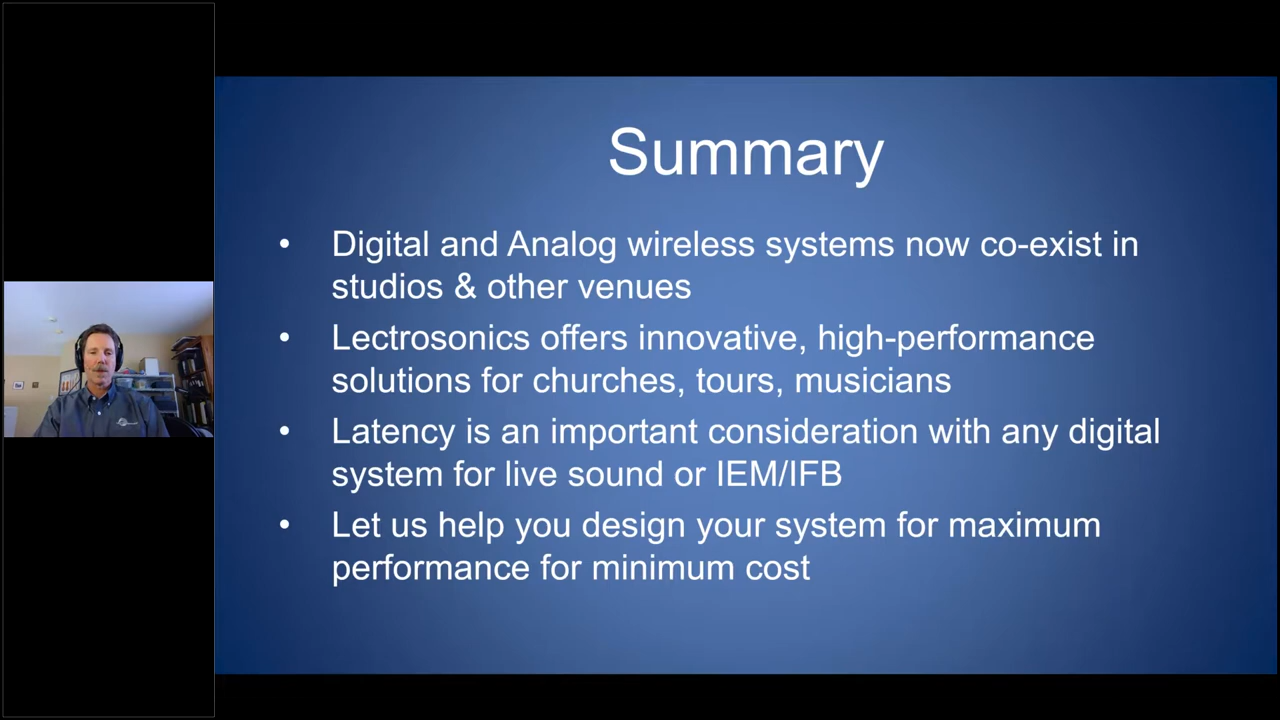 Summary
• Digital and Analog wireless systems now co-exist in
studios & other venues
• Lectrosonics offers innovative, high-performance
solutions for churches, tours, musicians
• Latency is an important consideration with any digital
system for live sound or IEM/IFB
• Let us help you design your system for maximum
performance for minimum cost